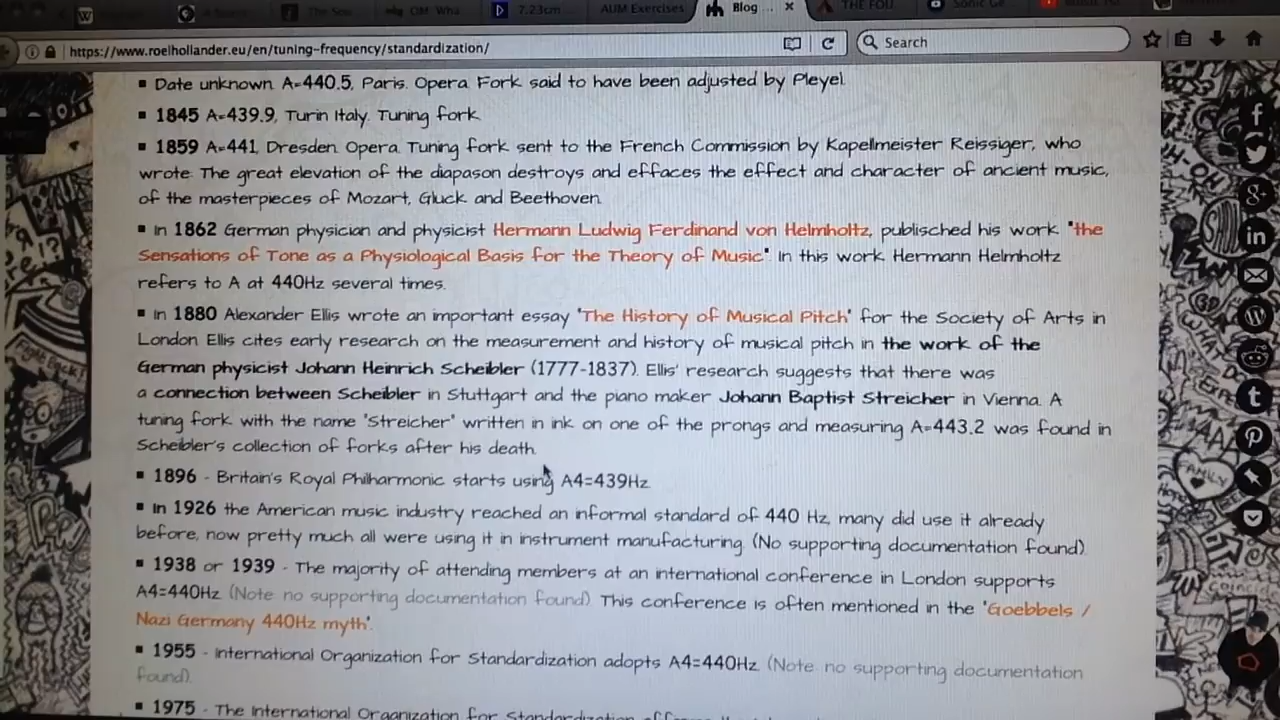 7.23cm
AUM Exercises
Blog
THE FOU
https://www.roelhollander.eu/en/tuning-frequency/standardization/
Search
▪ Date unknown A=440.5, Paris. Opera Fork said to have been adjusted by Pleyel.
▪ 1845 A=439.9, Turin Italy. Tuning fork.
▪ 1859 A=441, Dresden. Opera. Tuning fork sent to the French Commission by Kapellmeister Reissiger, who
wrote: The great elevation of the diapason destroys and effaces the effect and character of ancient music,
of the masterpieces of Mozart, Gluck and Beethoven.
▪ In 1862 German physician and physicist Hermann Ludwig Ferdinand von Helmholtz, publisched his work: "the
Sensations of Tone as a Physiological Basis for the Theory of Music". In this work Hermann Helmholtz
refers to A at 440Hz several times.
▪ In 1880 Alexander Ellis wrote an important essay 'The History of Musical Pitch' for the Society of Arts in
London. Ellis cites early research on the measurement and history of musical pitch in the work of the
German physicist Johann Heinrich Scheibler (1777-1837). Ellis' research suggests that there was
a connection between Scheibler in Stuttgart and the piano maker Johann Baptist Streicher in Vienna. A
tuning fork with the name 'Streicher' written in ink on one of the prongs and measuring A=443.2 was found in
Scheibler's collection of forks after his death.
▪ 1896 - Britain's Royal Philharmonic starts using A4=439Hz.
▪ In 1926 the American music industry reached an informal standard of 440 Hz, many did use it already
before, now pretty much all were using it in instrument manufacturing. (No supporting documentation found).
▪ 1938 or 1939 - The majority of attending members at an international conference in London supports
A4=440Hz (Note: no supporting documentation found). This conference is often mentioned in the 'Goebbels /
Nazi Germany 440Hz myth'.
▪ 1955 - International Organization for Standardization adopts A4=440Hz. (Note: no supporting documentation
found).
▪ 1975 - The International Organization for Standardization